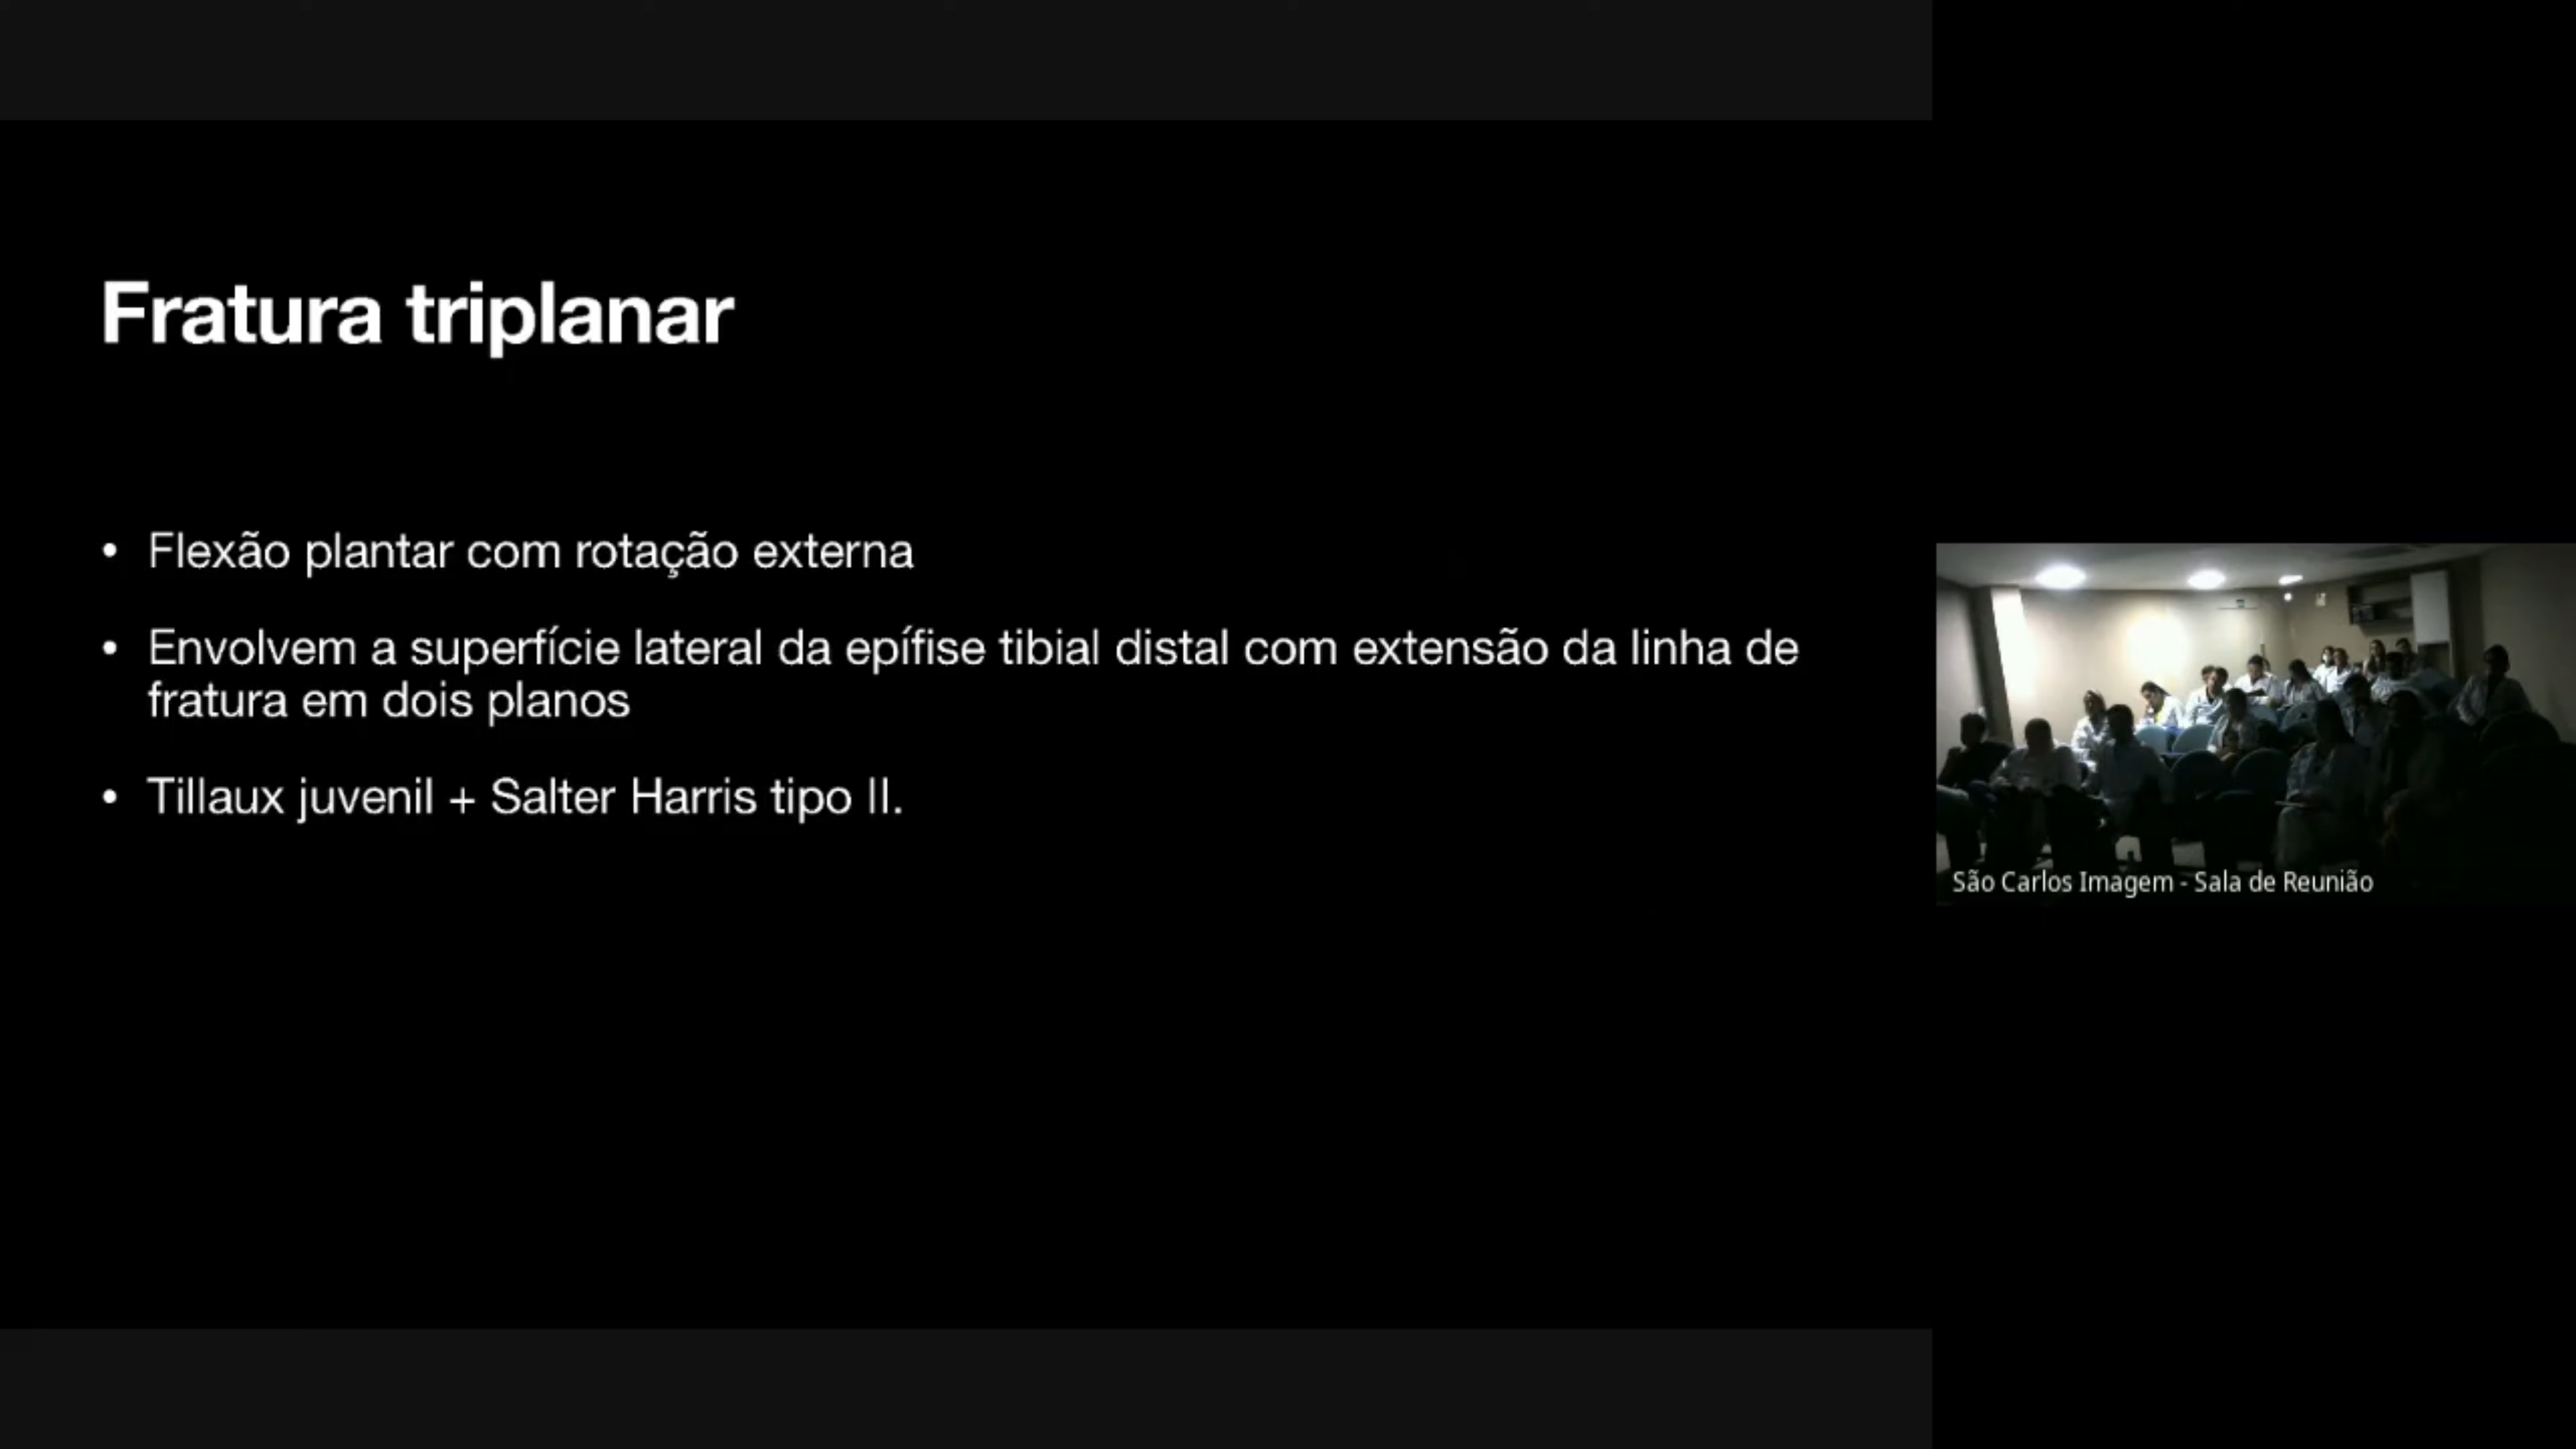 Fratura triplanar
• Flexão plantar com rotação externa
• Envolvem a superfície lateral da epífise tibial distal com extensão da linha de
fratura em dois planos
• Tillaux juvenil + Salter Harris tipo II.
São Carlos Imagem - Sala de Reunião